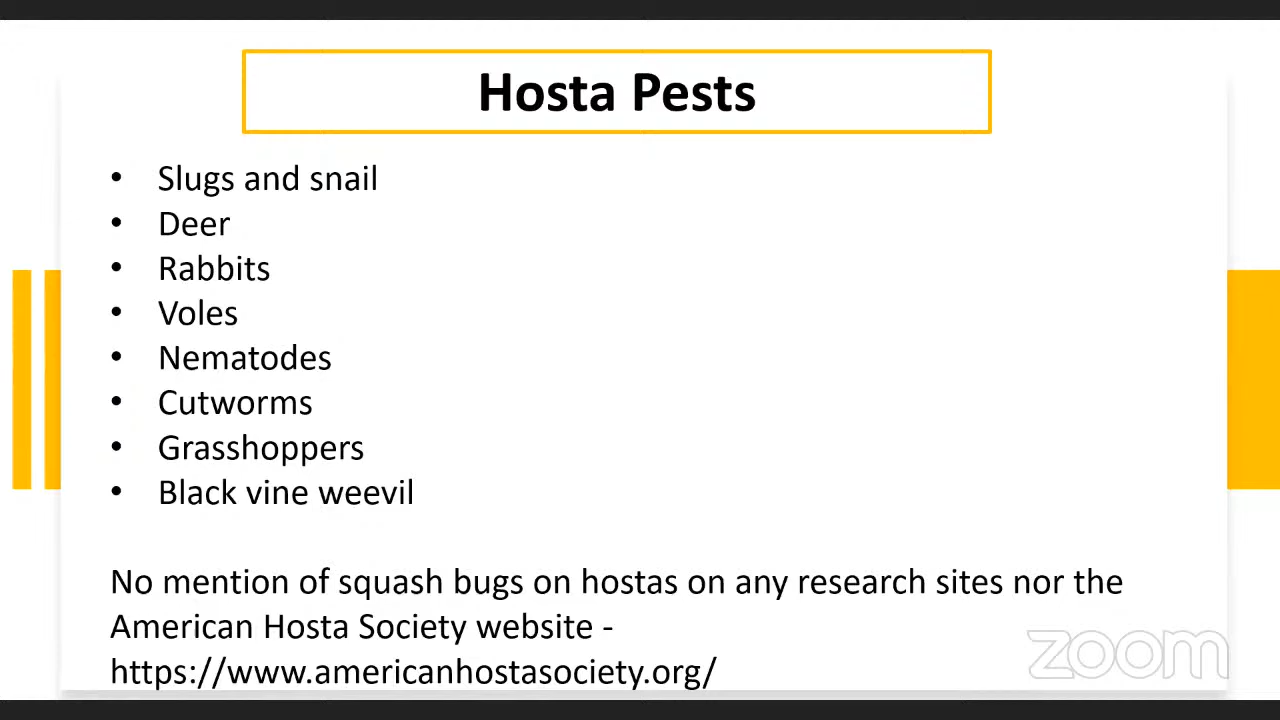 Hosta Pests
• Slugs and snail
• Deer
• Rabbits
• Voles
• Nematodes
• Cutworms
• Grasshoppers
• Black vine weevil
No mention of squash bugs on hostas on any research sites nor the
American Hosta Society website -
https://www.americanhostasociety.org/
zoom